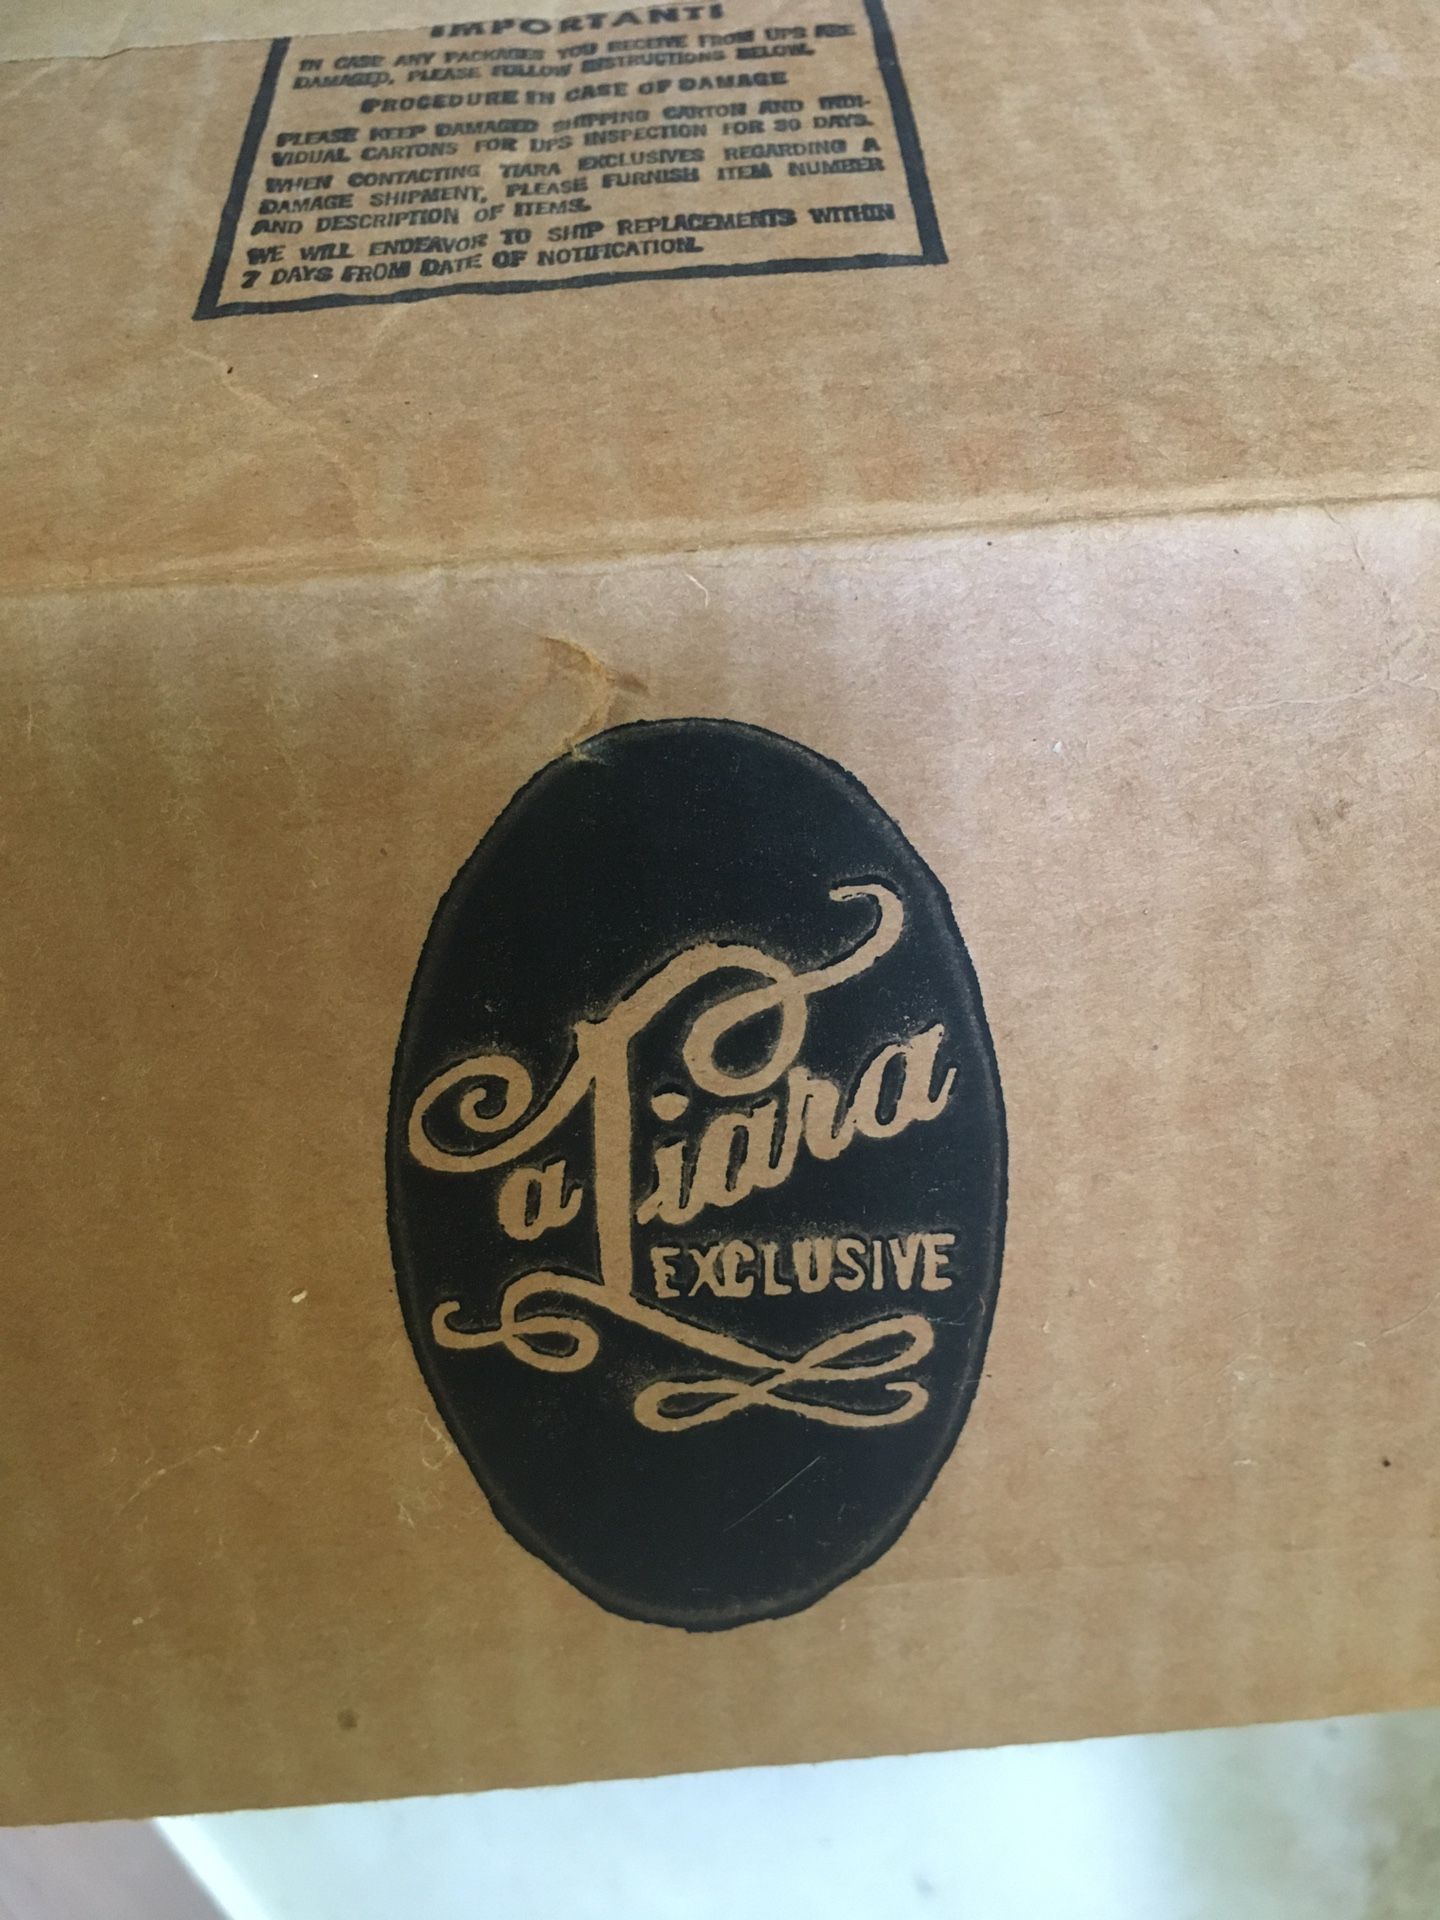 IMPORTANT!
IN CASE ANY PACKAGES YOU RECEIVE FROM UPS ARE
DAMAGED, PLEASE FOLLOW INSTRUCTIONS BELOW.
PROCEDURE IN CASE OF DAMAGE
PLEASE KEEP DAMAGED SHIPPING CARTON AND INDI-
VIDUAL CARTONS FOR UPS INSPECTION FOR 30 DAYS.
WHEN CONTACTING TIARA EXCLUSIVES REGARDING A
DAMAGE SHIPMENT, PLEASE FURNISH ITEM NUMBER
AND DESCRIPTION OF ITEMS.
WE WILL ENDEAVOR TO SHIP REPLACEMENTS WITHIN
7 DAYS FROM DATE OF NOTIFICATION.
a Tiara
EXCLUSIVE